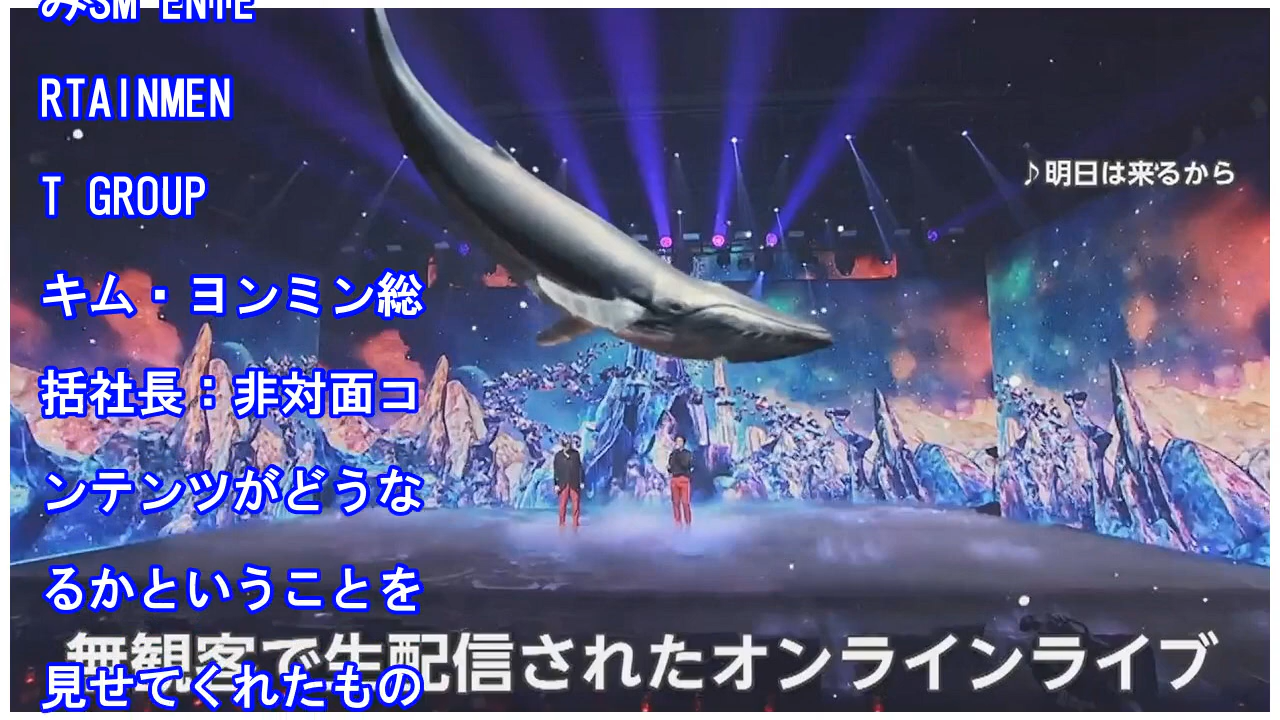 みSM ENTE
RTAINMEN
T GROUP
キム・ヨンミン総
括社長：非対面コ
ンテンツがどうな
るかということを
見せてくれたもの
♪明日は来るから
無観客で生配信されたオンラインライブ